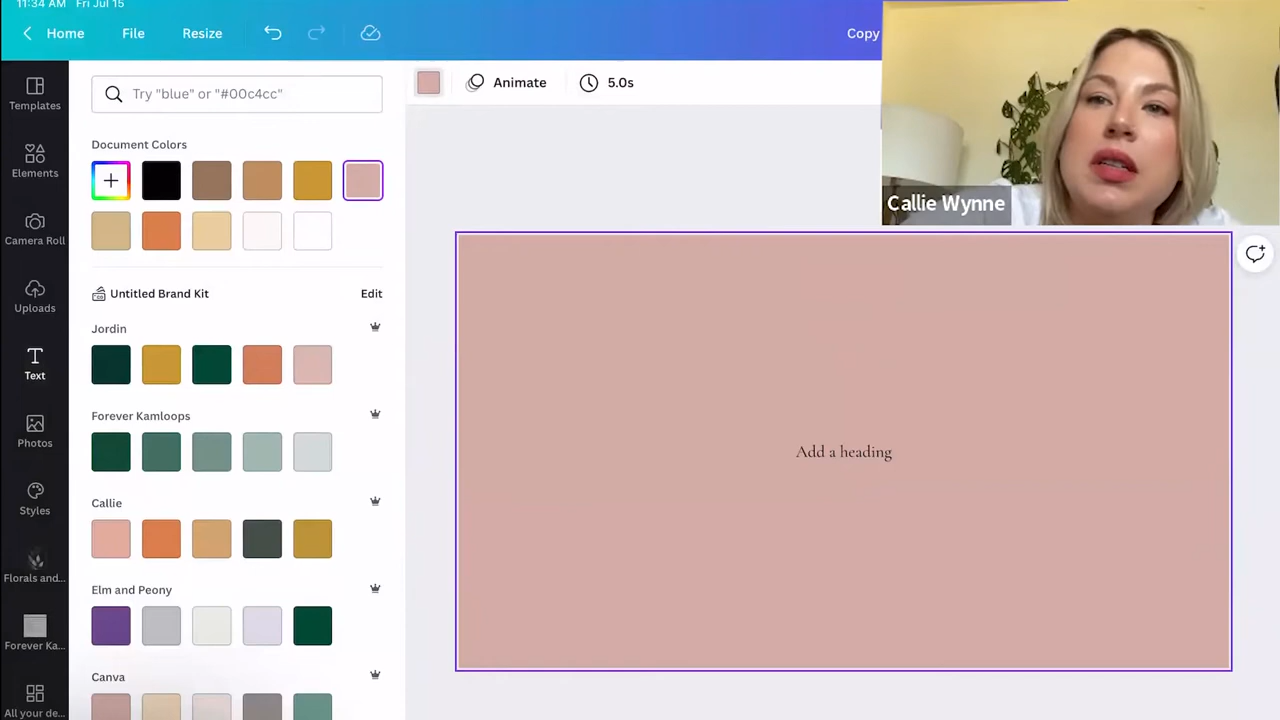 11:34 AM Fri Jul 15
Home
File
Resize
Copy
Templates
Elements
Camera Roll
Uploads
Text
Photos
Styles
Florals and...
Forever Ka...
All your de...
Try "blue" or "#00c4cc"
Document Colors
Untitled Brand Kit
Edit
Jordin
Forever Kamloops
Callie
Elm and Peony
Canva
Animate
5.0s
Callie Wynne
Add a heading